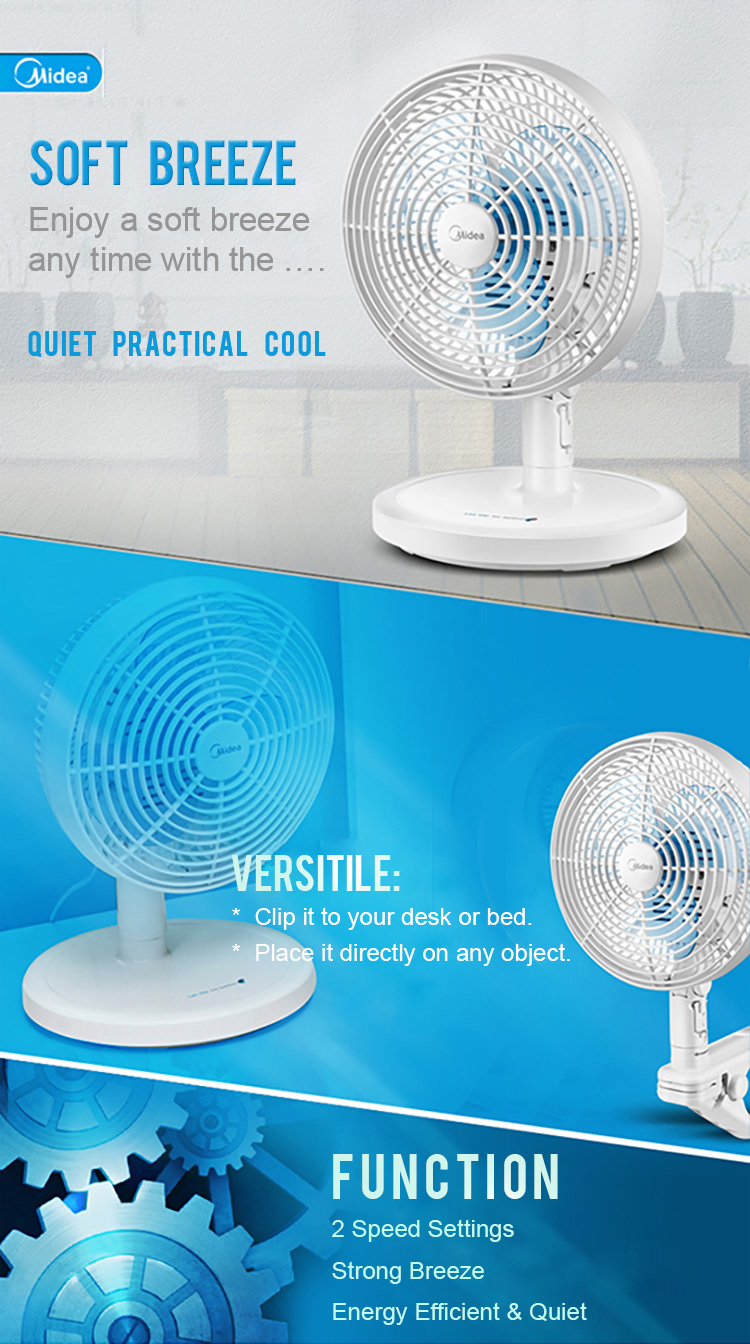 Midea
SOFT BREEZE
Enjoy a soft breeze
any time with the ....
QUIET PRACTICAL COOL
Midea
Midea
Midea
VERSITILE:
* Clip it to your desk or bed.
* Place it directly on any object.
FUNCTION
2 Speed Settings
Strong Breeze
Energy Efficient & Quiet